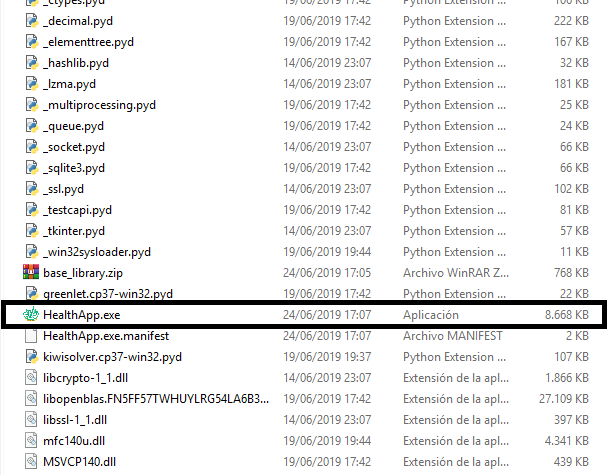 _ctypes.pyd 19/06/2019 17:42 Python Extension ... 106 KB
_decimal.pyd 19/06/2019 17:42 Python Extension ... 222 KB
_elementtree.pyd 19/06/2019 17:42 Python Extension ... 167 KB
_hashlib.pyd 14/06/2019 23:07 Python Extension ... 32 KB
_lzma.pyd 14/06/2019 23:07 Python Extension ... 181 KB
_multiprocessing.pyd 19/06/2019 17:42 Python Extension ... 25 KB
_queue.pyd 19/06/2019 17:42 Python Extension ... 24 KB
_socket.pyd 14/06/2019 23:07 Python Extension ... 66 KB
_sqlite3.pyd 19/06/2019 17:42 Python Extension ... 66 KB
_ssl.pyd 14/06/2019 23:07 Python Extension ... 102 KB
_testcapi.pyd 19/06/2019 17:42 Python Extension ... 81 KB
_tkinter.pyd 14/06/2019 23:07 Python Extension ... 57 KB
_win32sysloader.pyd 19/06/2019 19:44 Python Extension ... 11 KB
base_library.zip 24/06/2019 17:05 Archivo WinRAR Z... 768 KB
greenlet.cp37-win32.pyd 19/06/2019 17:42 Python Extension ... 22 KB
HealthApp.exe 24/06/2019 17:07 Aplicación 8.668 KB
HealthApp.exe.manifest 24/06/2019 17:07 Archivo MANIFEST 2 KB
kiwisolver.cp37-win32.pyd 19/06/2019 19:37 Python Extension ... 107 KB
libcrypto-1_1.dll 14/06/2019 23:07 Extensión de la apl... 1.866 KB
libopenblas.FN5FF57TWHUYLRG54LA6B3... 19/06/2019 17:42 Extensión de la apl... 27.109 KB
libssl-1_1.dll 14/06/2019 23:07 Extensión de la apl... 397 KB
mfc140u.dll 19/06/2019 19:44 Extensión de la apl... 4.341 KB
MSVCP140.dll 19/06/2019 17:42 Extensión de la apl... 439 KB